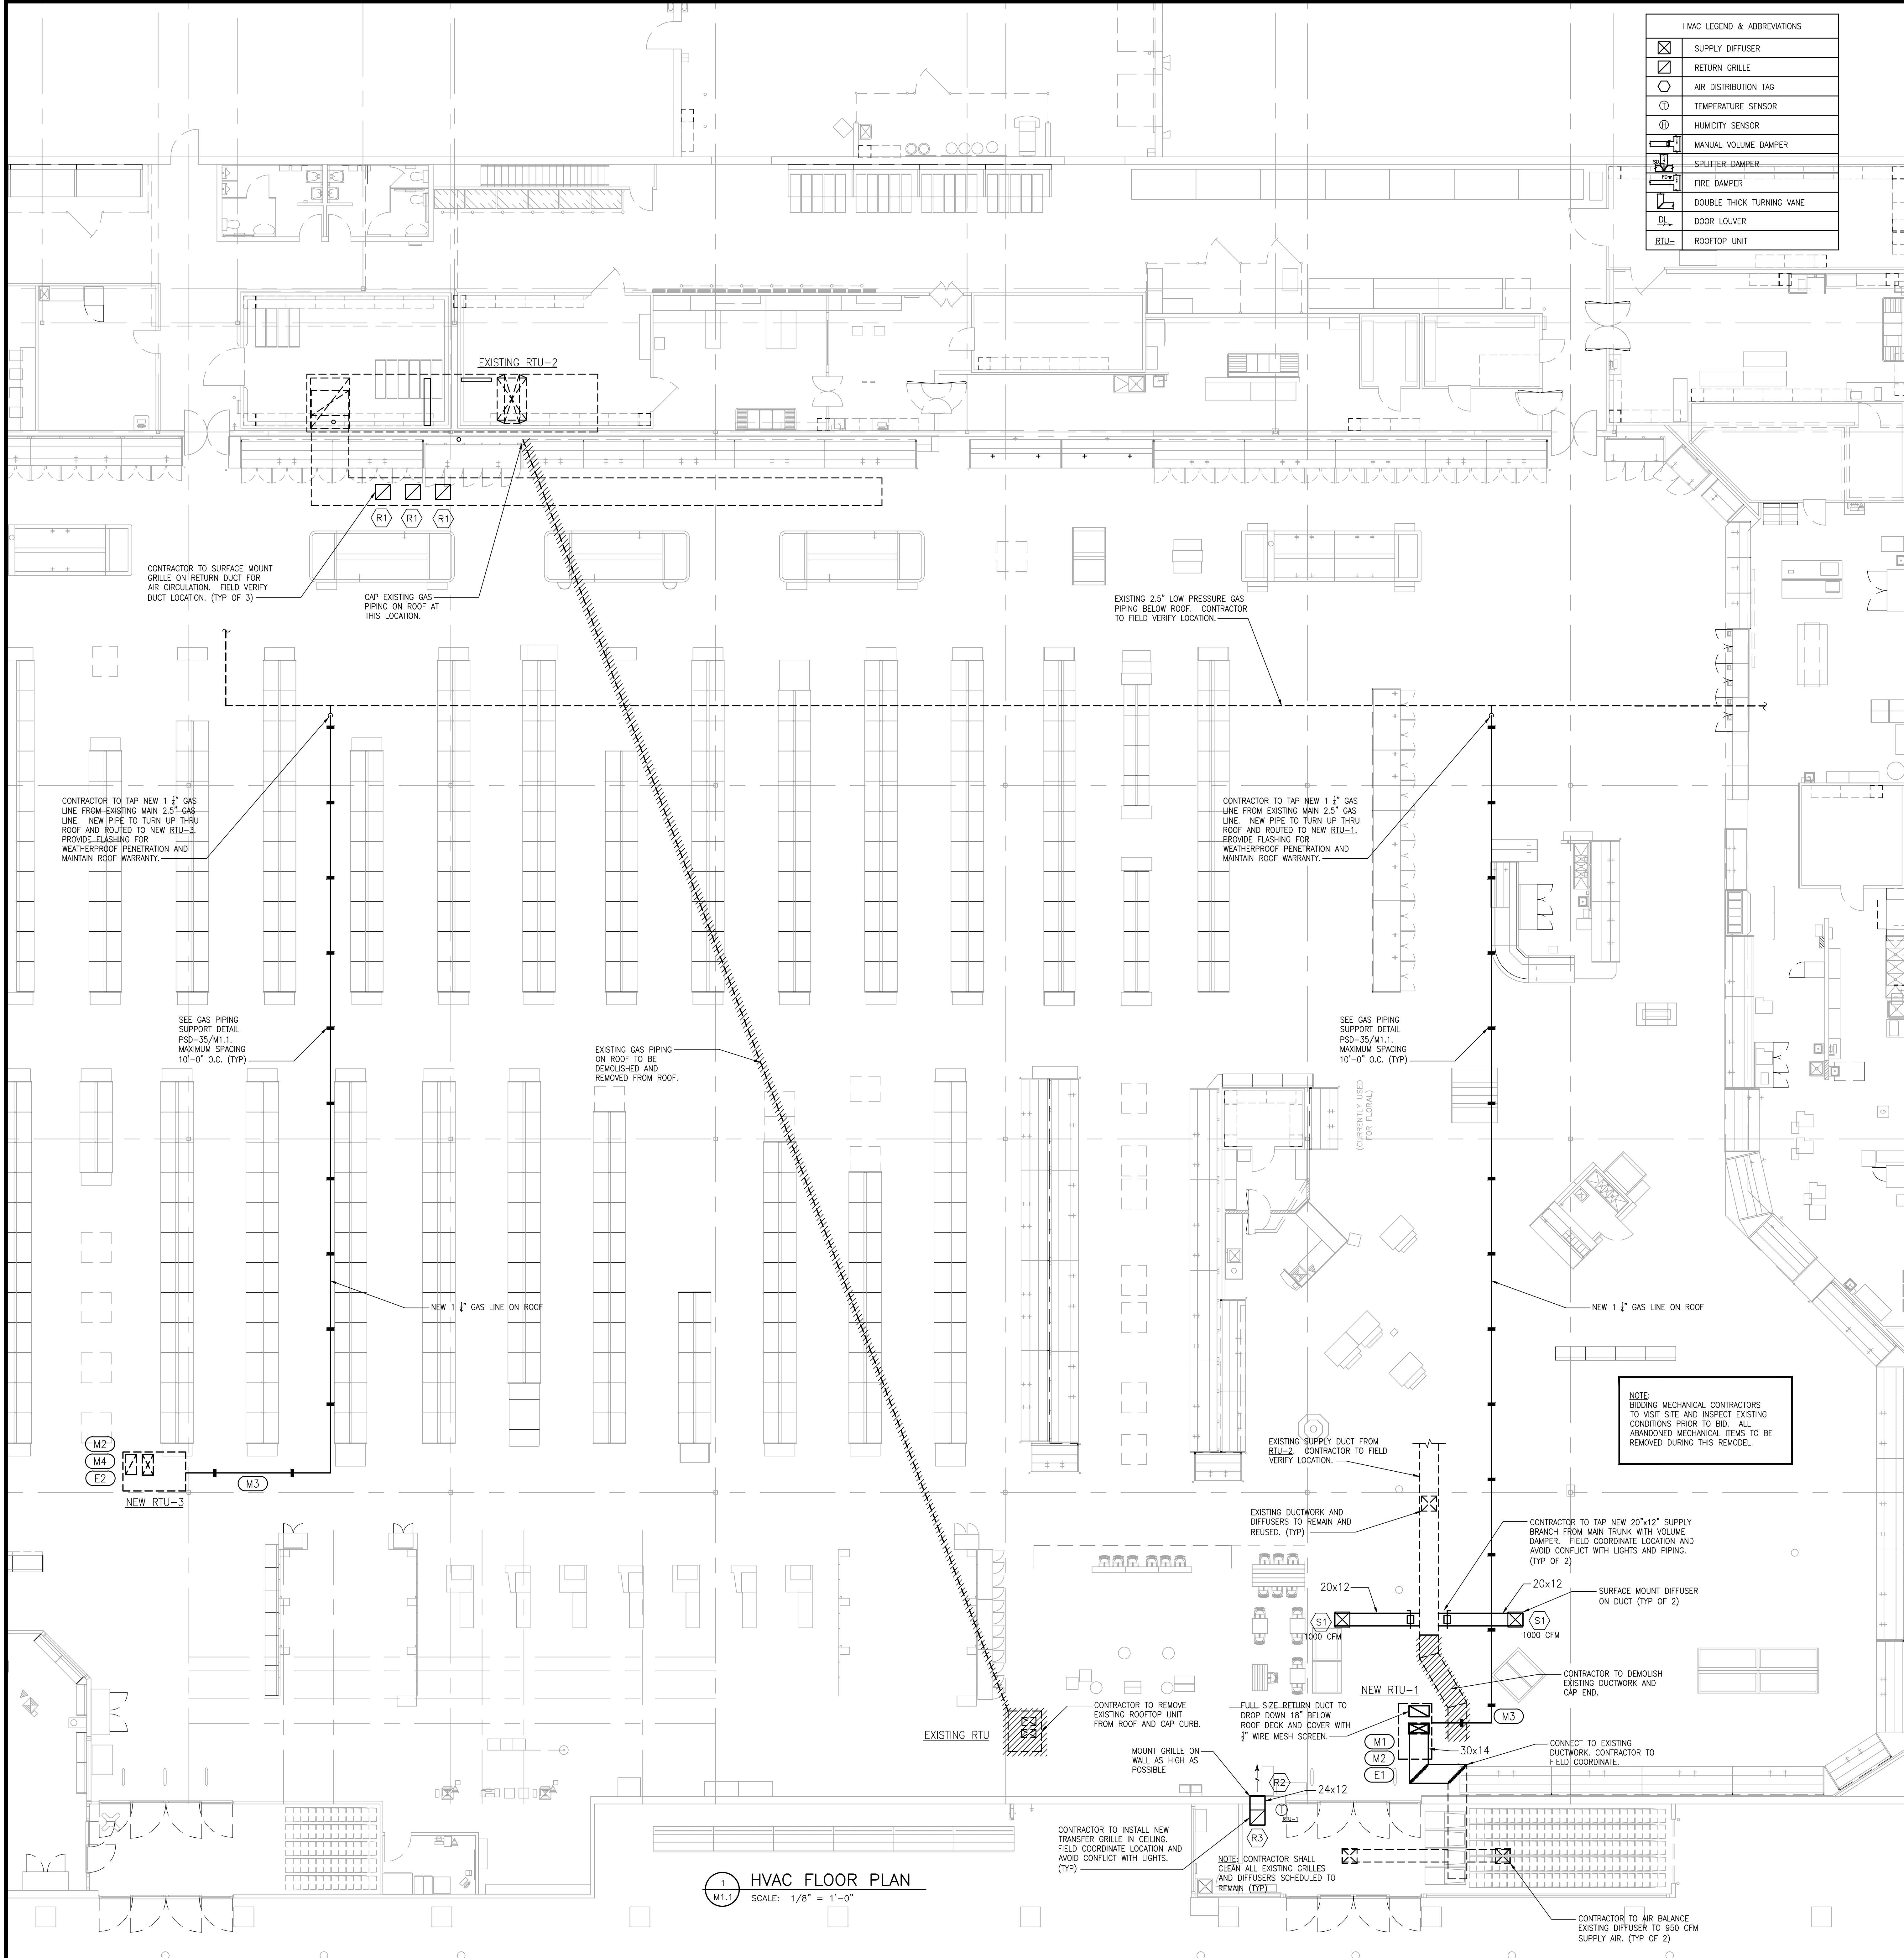 HVAC LEGEND & ABBREVIATIONS
SUPPLY DIFFUSER
RETURN GRILLE
AIR DISTRIBUTION TAG
T TEMPERATURE SENSOR
H HUMIDITY SENSOR
MANUAL VOLUME DAMPER
SPLITTER DAMPER
FIRE DAMPER
DOUBLE THICK TURNING VANE
DL DOOR LOUVER
RTU- ROOFTOP UNIT
EXISTING RTU-2
R1 R1 R1
CONTRACTOR TO SURFACE MOUNT
GRILLE ON RETURN DUCT FOR
AIR CIRCULATION. FIELD VERIFY
DUCT LOCATION. (TYP OF 3)
CAP EXISTING GAS
PIPING ON ROOF AT
THIS LOCATION.
EXISTING 2.5" LOW PRESSURE GAS
PIPING BELOW ROOF. CONTRACTOR
TO FIELD VERIFY LOCATION.
CONTRACTOR TO TAP NEW 1 ¼" GAS
LINE FROM EXISTING MAIN 2.5" GAS
LINE. NEW PIPE TO TURN UP THRU
ROOF AND ROUTED TO NEW RTU-3.
PROVIDE FLASHING FOR
WEATHERPROOF PENETRATION AND
MAINTAIN ROOF WARRANTY.
CONTRACTOR TO TAP NEW 1 ¼" GAS
LINE FROM EXISTING MAIN 2.5" GAS
LINE. NEW PIPE TO TURN UP THRU
ROOF AND ROUTED TO NEW RTU-1.
PROVIDE FLASHING FOR
WEATHERPROOF PENETRATION AND
MAINTAIN ROOF WARRANTY.
SEE GAS PIPING
SUPPORT DETAIL
PSD-35/M1.1.
MAXIMUM SPACING
10'-0" O.C. (TYP)
EXISTING GAS PIPING
ON ROOF TO BE
DEMOLISHED AND
REMOVED FROM ROOF.
SEE GAS PIPING
SUPPORT DETAIL
PSD-35/M1.1.
MAXIMUM SPACING
10'-0" O.C. (TYP)
(CURRENTLY USED
FOR FLORAL)
G
NEW 1 ¼" GAS LINE ON ROOF
NEW 1 ¼" GAS LINE ON ROOF
NOTE:
BIDDING MECHANICAL CONTRACTORS
TO VISIT SITE AND INSPECT EXISTING
CONDITIONS PRIOR TO BID. ALL
ABANDONED MECHANICAL ITEMS TO BE
REMOVED DURING THIS REMODEL.
M2
M4
E2
M3
NEW RTU-3
EXISTING SUPPLY DUCT FROM
RTU-2. CONTRACTOR TO FIELD
VERIFY LOCATION.
EXISTING DUCTWORK AND
DIFFUSERS TO REMAIN AND
REUSED. (TYP)
CONTRACTOR TO TAP NEW 20"x12" SUPPLY
BRANCH FROM MAIN TRUNK WITH VOLUME
DAMPER. FIELD COORDINATE LOCATION AND
AVOID CONFLICT WITH LIGHTS AND PIPING.
(TYP OF 2)
20x12
20x12
SURFACE MOUNT DIFFUSER
ON DUCT (TYP OF 2)
S1
1000 CFM
S1
1000 CFM
CONTRACTOR TO DEMOLISH
EXISTING DUCTWORK AND
CAP END.
NEW RTU-1
M3
FULL SIZE RETURN DUCT TO
DROP DOWN 18" BELOW
ROOF DECK AND COVER WITH
½" WIRE MESH SCREEN.
CONTRACTOR TO REMOVE
EXISTING ROOFTOP UNIT
FROM ROOF AND CAP CURB.
EXISTING RTU
M1
M2
E1
30x14
CONNECT TO EXISTING
DUCTWORK. CONTRACTOR TO
FIELD COORDINATE.
MOUNT GRILLE ON
WALL AS HIGH AS
POSSIBLE
R2
24x12
T
RTU-1
R3
CONTRACTOR TO INSTALL NEW
TRANSFER GRILLE IN CEILING.
FIELD COORDINATE LOCATION AND
AVOID CONFLICT WITH LIGHTS.
(TYP)
NOTE: CONTRACTOR SHALL
CLEAN ALL EXISTING GRILLES
AND DIFFUSERS SCHEDULED TO
REMAIN (TYP)
CONTRACTOR TO AIR BALANCE
EXISTING DIFFUSER TO 950 CFM
SUPPLY AIR. (TYP OF 2)
1
M1.1
HVAC FLOOR PLAN
SCALE: 1/8" = 1'-0"